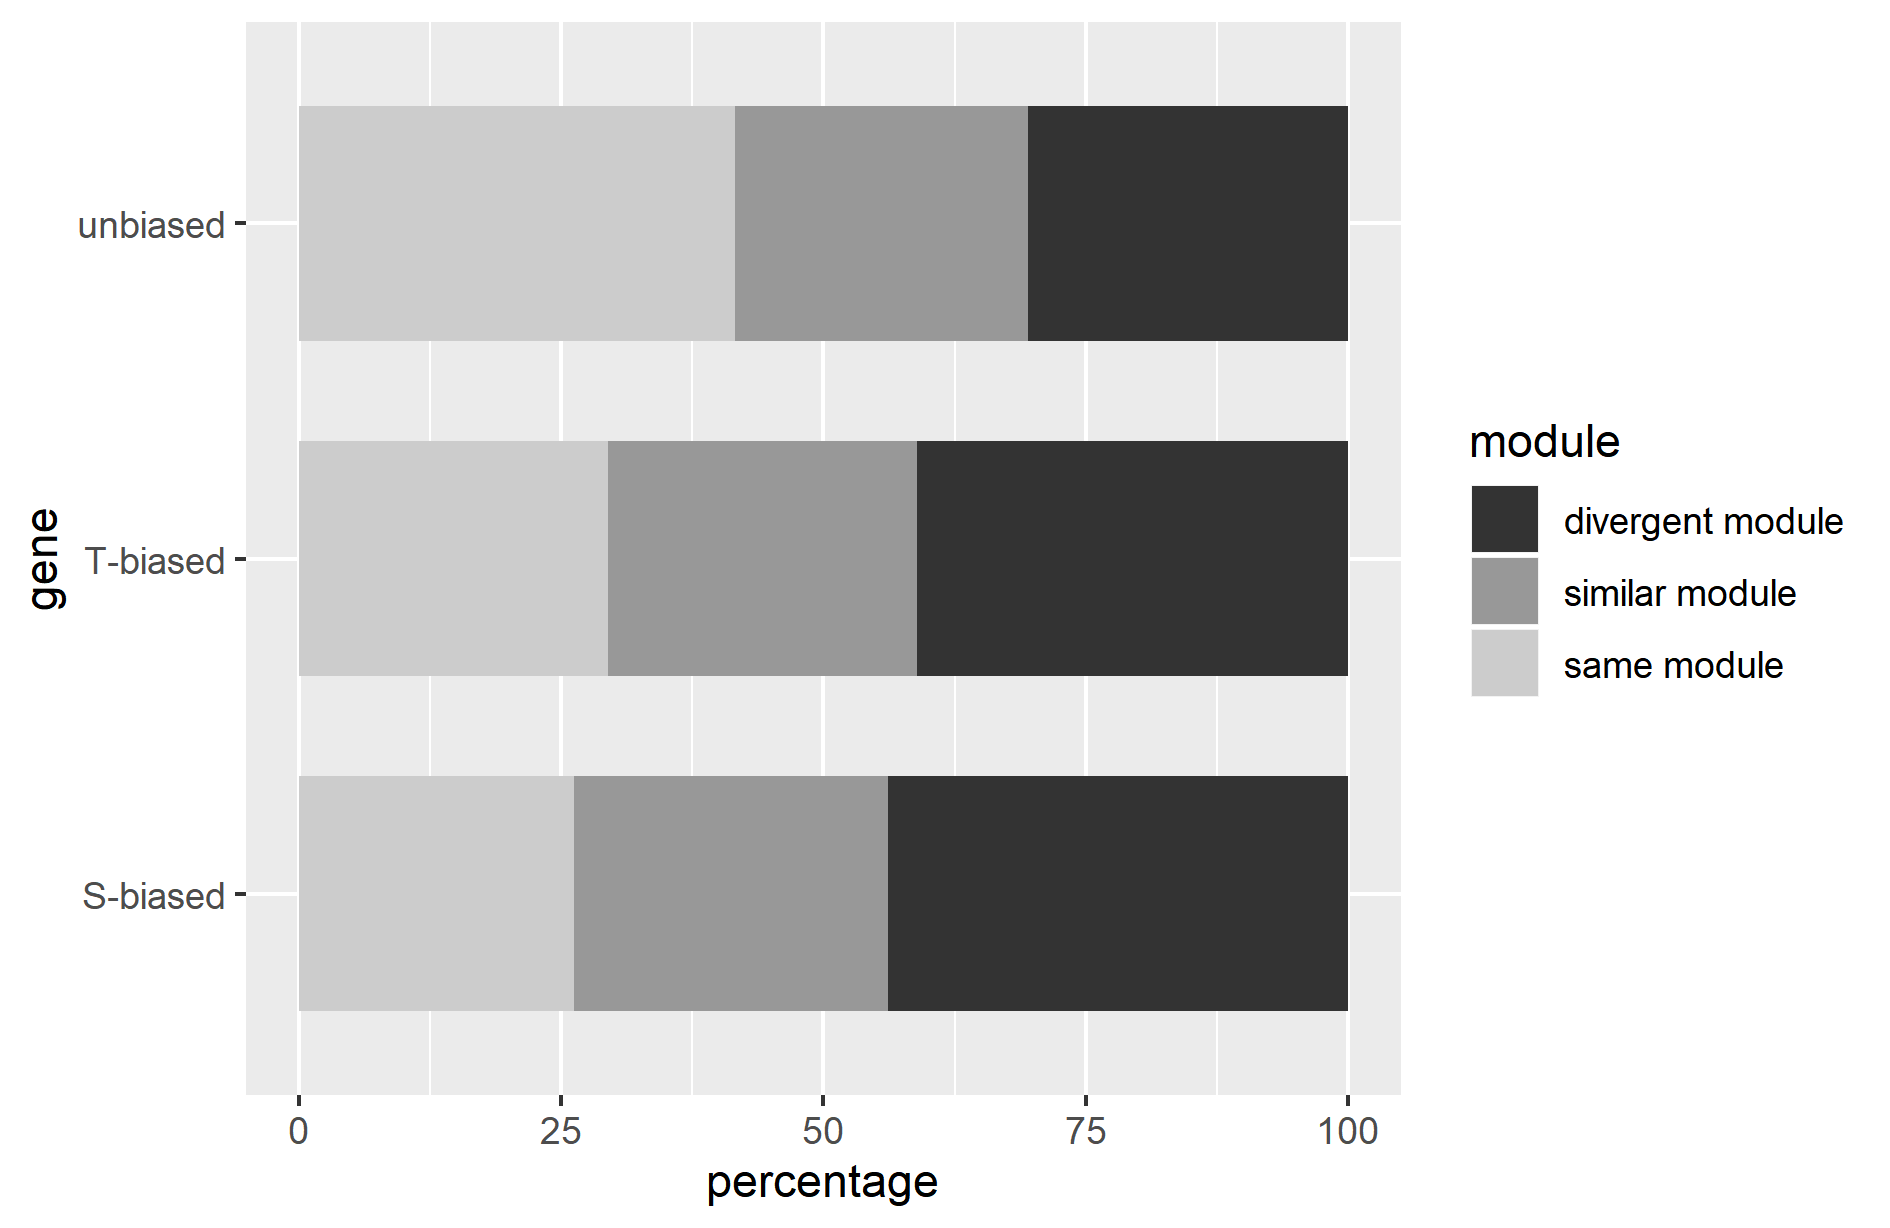 gene
unbiased
T-biased
S-biased
0 25 50 75 100
percentage
module
divergent module
similar module
same module